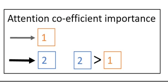 Attention co-efficient importance
1
2 2 > 1